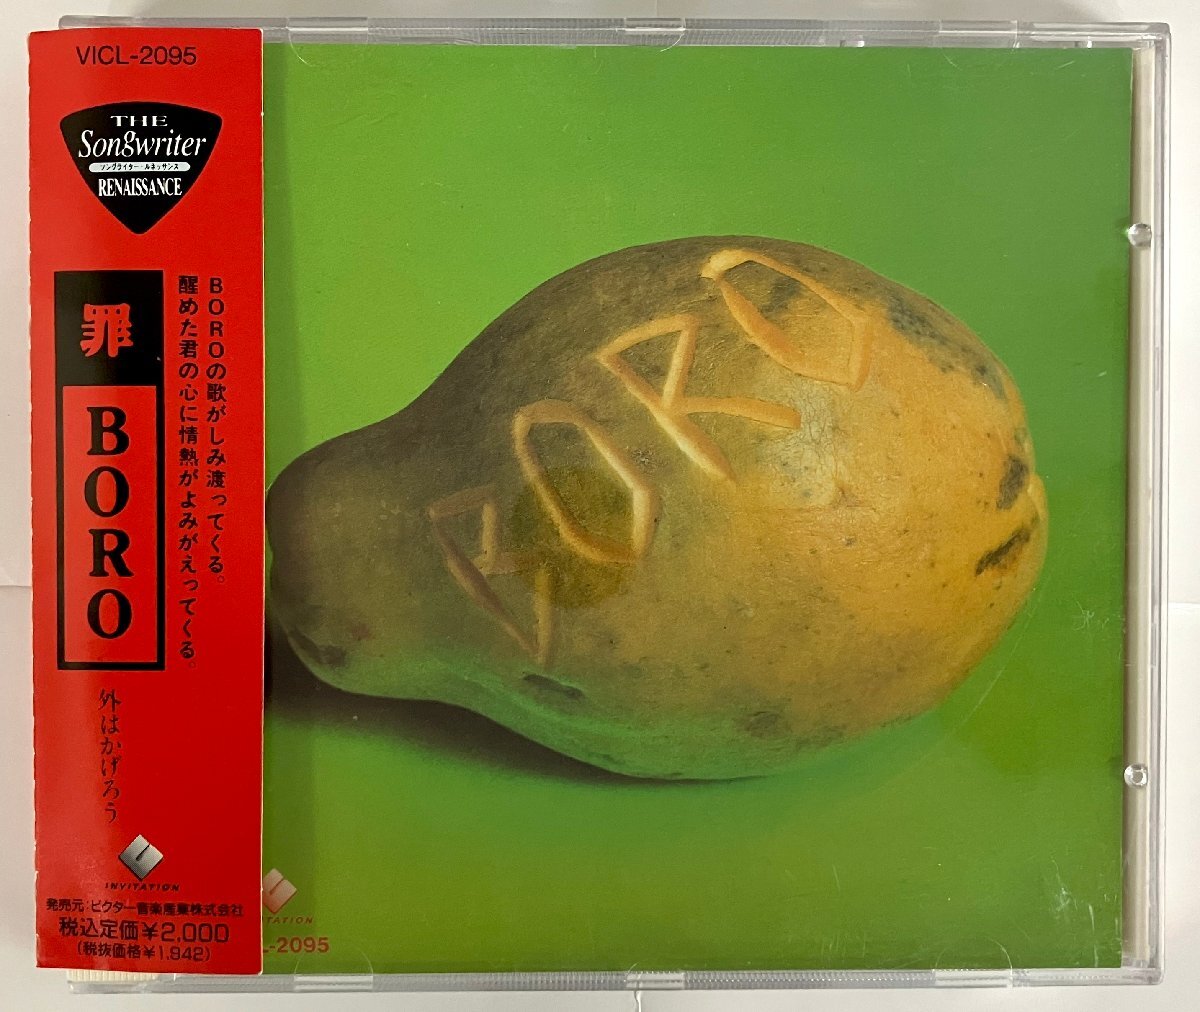 VICL-2095
THE
Songwriter
ソングライター・ルネッサンス
RENAISSANCE
BOROの歌がしみ渡ってくる。
醒めた君の心に情熱がよみがえってくる。
罪
BORO
外はかげろう
INVITATION
発売元:ビクター音楽産業株式会社
税込定価¥2,000
(税抜価格¥1,942)
BORO
ITATION
L-2095